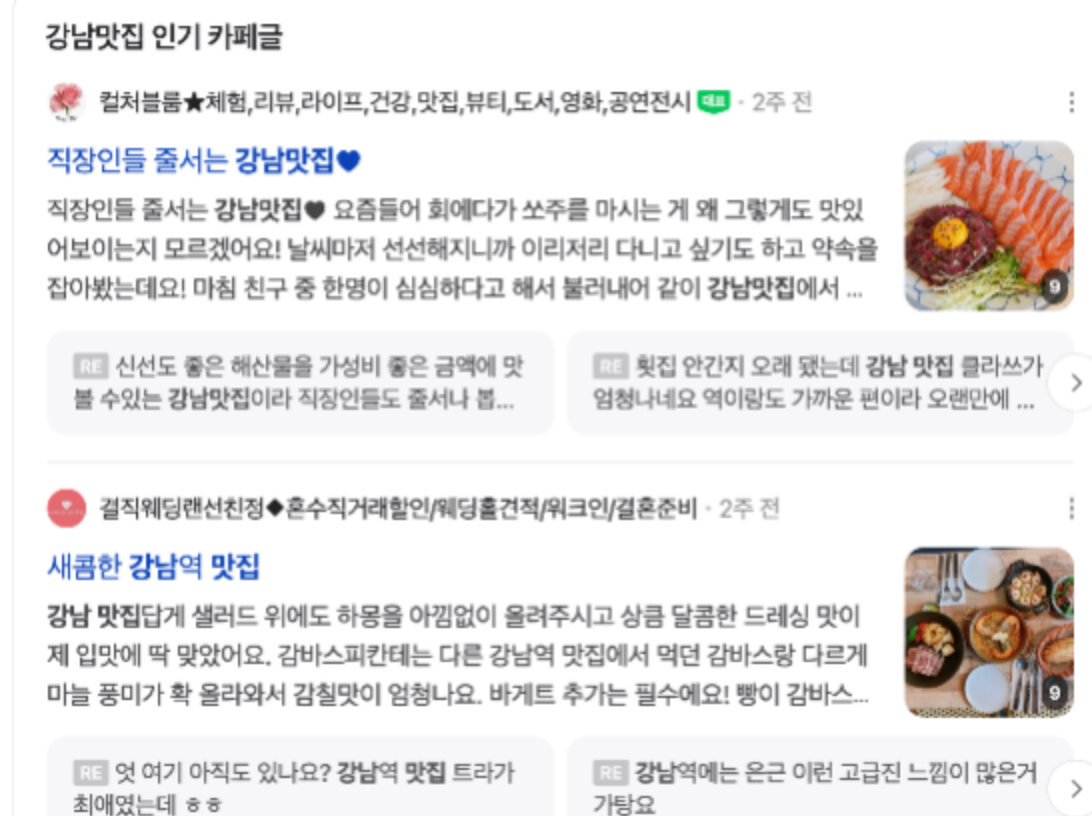 강남맛집 인기 카페글
컬처블룸★체험,리뷰,라이프,건강,맛집,뷰티,도서,영화,공연전시 대표 · 2주 전
직장인들 줄서는 강남맛집♥
직장인들 줄서는 강남맛집♥ 요즘들어 회에다가 쏘주를 마시는 게 왜 그렇게도 맛있
어보이는지 모르겠어요! 날씨마저 선선해지니까 이리저리 다니고 싶기도 하고 약속을
잡아봤는데요! 마침 친구 중 한명이 심심하다고 해서 불러내어 같이 강남맛집에서 ...
9
RE 신선도 좋은 해산물을 가성비 좋은 금액에 맛
볼 수있는 강남맛집이라 직장인들도 줄서나 봅...
RE 횟집 안간지 오래 됐는데 강남 맛집 클라쓰가
엄청나네요 역이랑도 가까운 편이라 오랜만에 ...
결직웨딩랜선친정◆혼수직거래할인/웨딩홀견적/워크인/결혼준비 · 2주 전
새콤한 강남역 맛집
강남 맛집답게 샐러드 위에도 하몽을 아낌없이 올려주시고 상큼 달콤한 드레싱 맛이
제 입맛에 딱 맞았어요. 감바스피칸테는 다른 강남역 맛집에서 먹던 감바스랑 다르게
마늘 풍미가 확 올라와서 감칠맛이 엄청나요. 바게트 추가는 필수에요! 빵이 감바스...
9
RE 엇 여기 아직도 있나요? 강남역 맛집 트라가
최애였는데 ㅎㅎ
RE 강남역에는 은근 이런 고급진 느낌이 많은거
가탕요